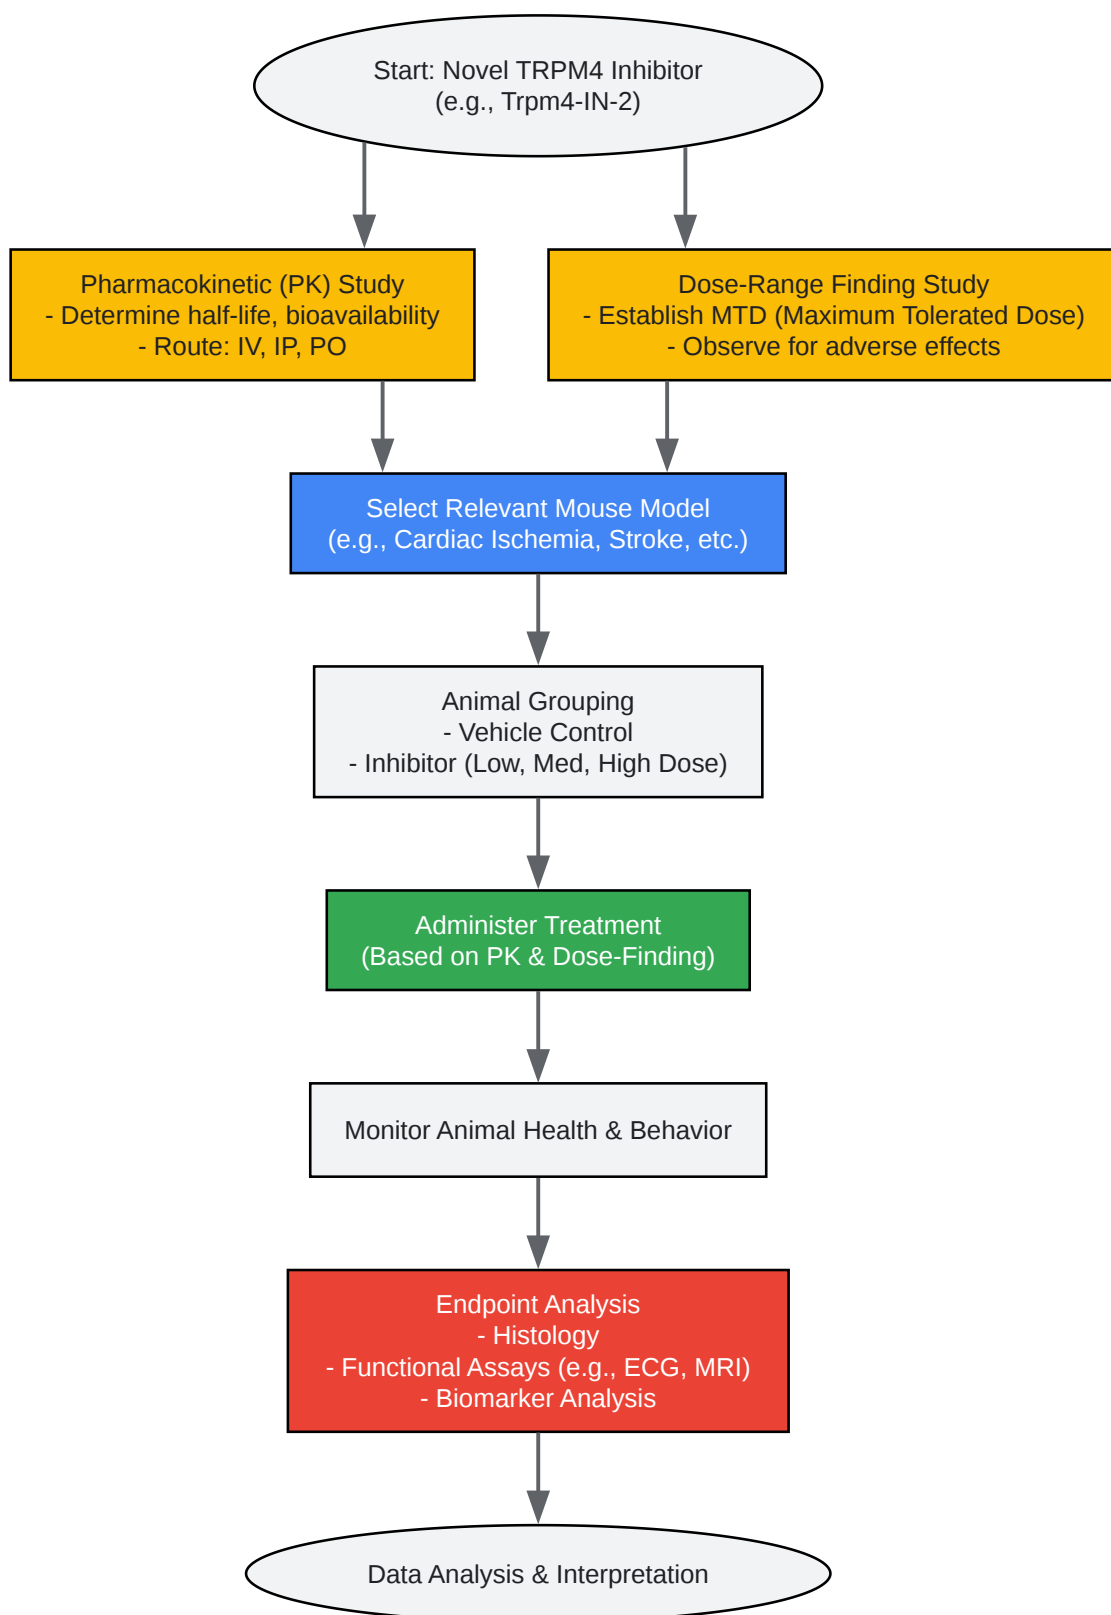 Start: Novel TRPM4 Inhibitor
(e.g., Trpm4-IN-2)
Pharmacokinetic (PK) Study
- Determine half-life, bioavailability
- Route: IV, IP, PO
Dose-Range Finding Study
- Establish MTD (Maximum Tolerated Dose)
- Observe for adverse effects
Select Relevant Mouse Model
(e.g., Cardiac Ischemia, Stroke, etc.)
Animal Grouping
- Vehicle Control
- Inhibitor (Low, Med, High Dose)
Administer Treatment
(Based on PK & Dose-Finding)
Monitor Animal Health & Behavior
Endpoint Analysis
- Histology
- Functional Assays (e.g., ECG, MRI)
- Biomarker Analysis
Data Analysis & Interpretation